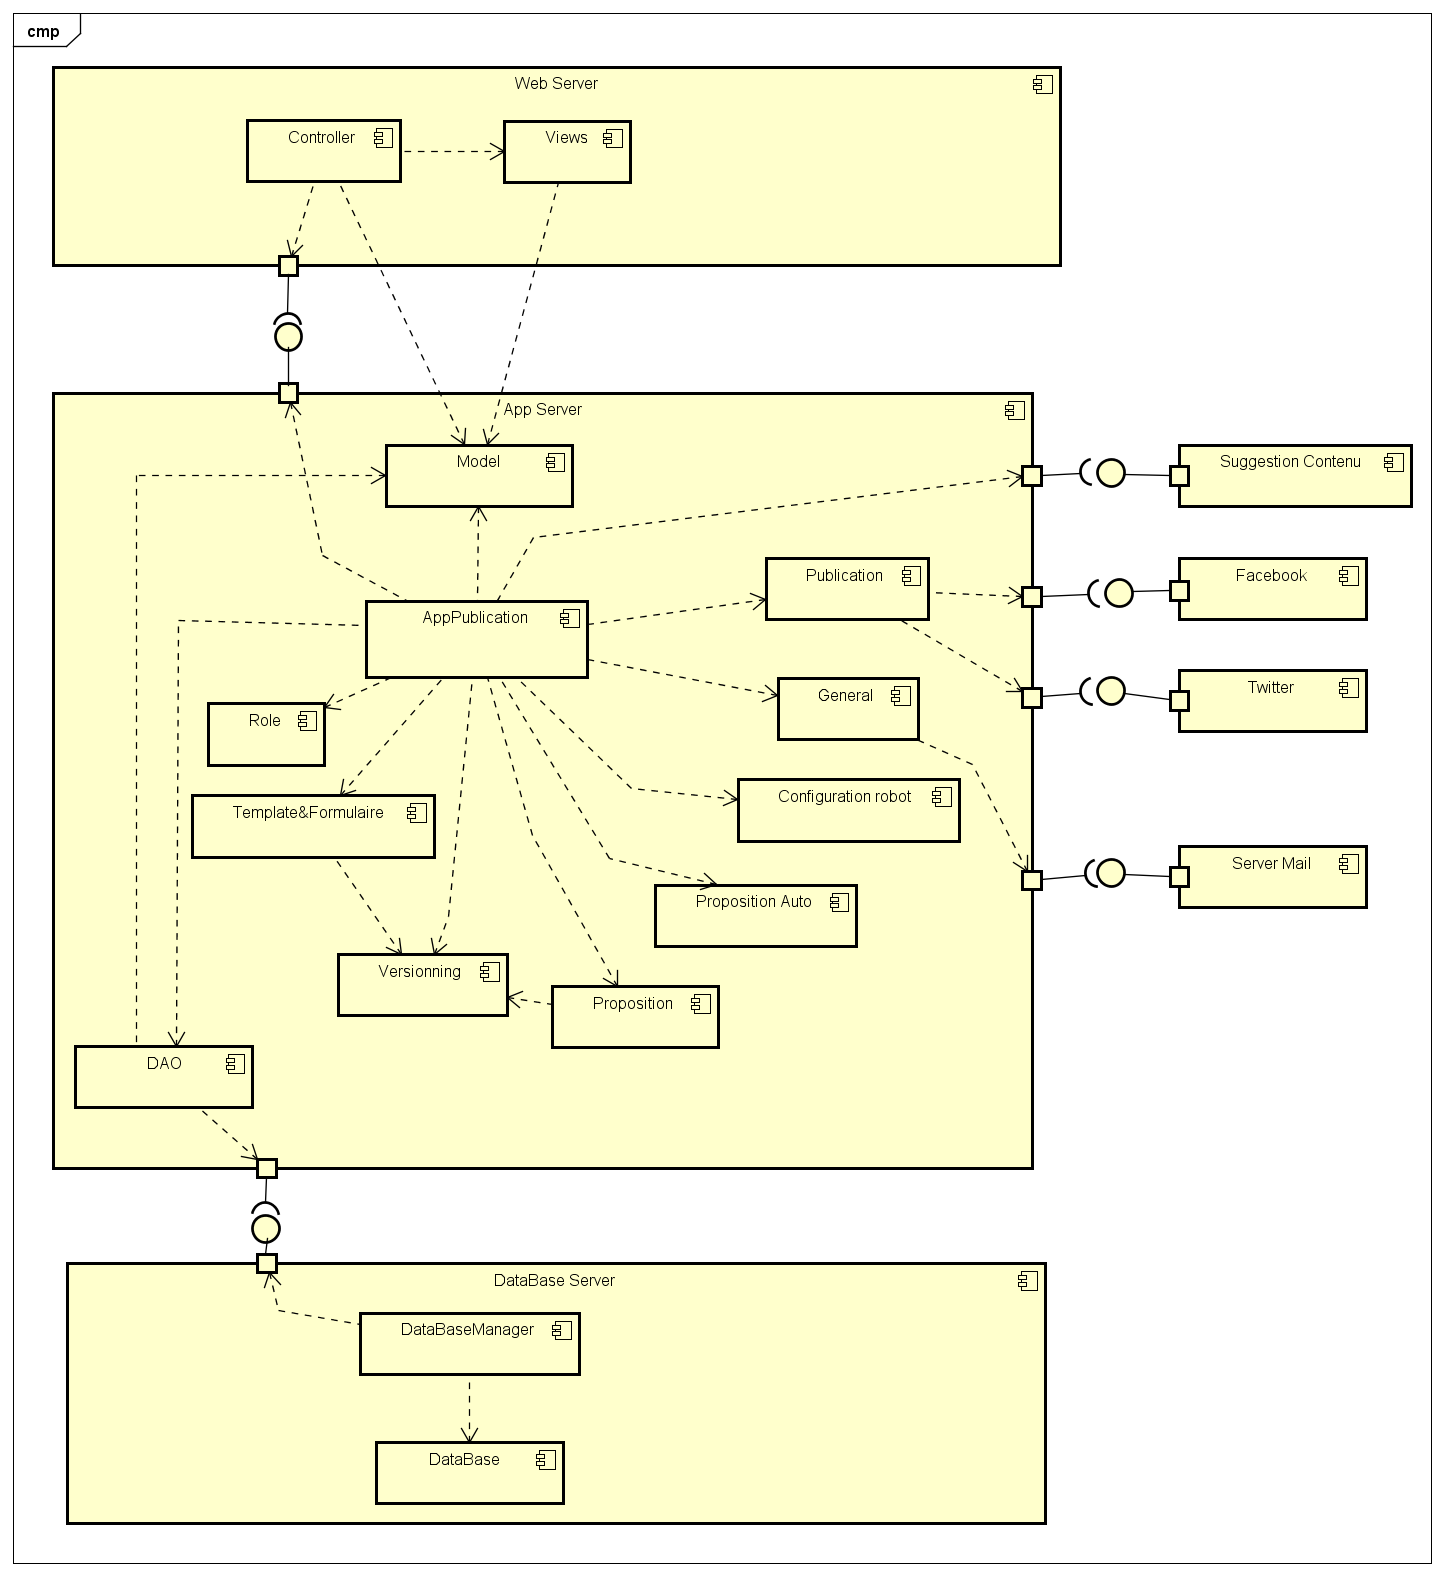 cmp
Web Server
Controller
Views
App Server
Model
Suggestion Contenu
Publication
Facebook
AppPublication
General
Twitter
Role
Configuration robot
Template&Formulaire
Server Mail
Proposition Auto
Versionning
Proposition
DAO
DataBase Server
DataBaseManager
DataBase